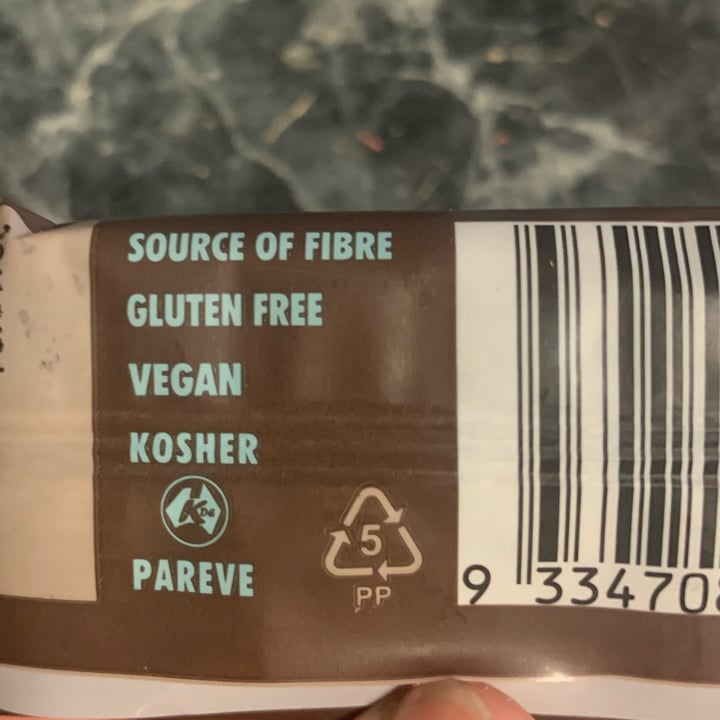 SOURCE OF FIBRE
GLUTEN FREE
VEGAN
KOSHER
K
PAREVE
5
PP
9 334708